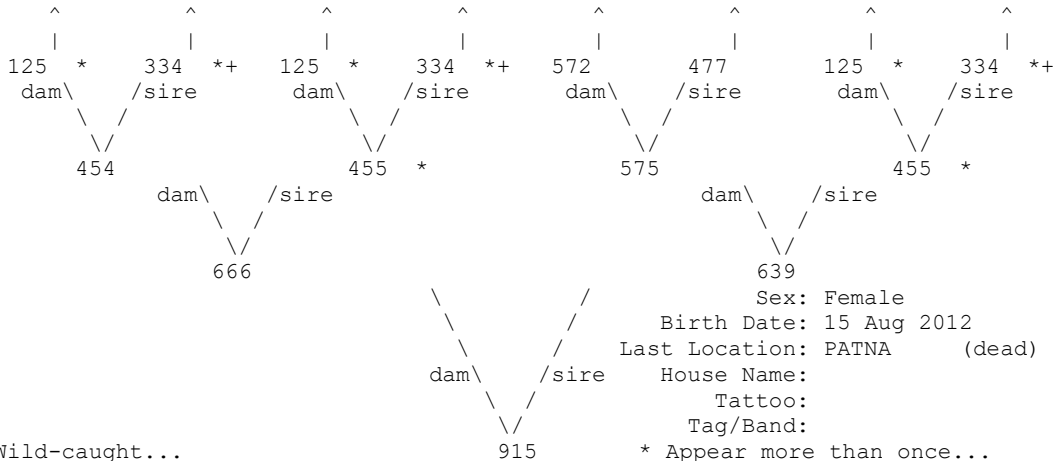 ^ ^ ^ ^ ^ ^ ^ ^
| | | | | | | |
125 * 334 *+ 125 * 334 *+ 572 477 125 * 334 *+
dam\ /sire dam\ /sire dam\ /sire dam\ /sire
\ / \ / \ / \ /
\/ \/ \/ \/
454 455 * 575 455 *
dam\ /sire dam\ /sire
\ / \ /
\/ \/
666 639
\ / Sex: Female
\ / Birth Date: 15 Aug 2012
\ / Last Location: PATNA (dead)
dam\ /sire House Name:
\ / Tattoo:
\/ Tag/Band:
Wild-caught... 915 * Appear more than once...